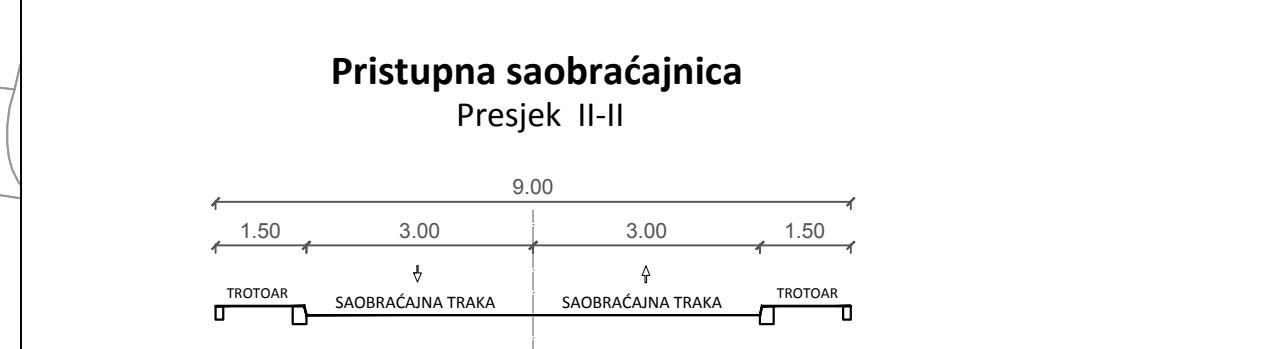 Pristupna saobraćajnica
Presjek II-II
9.00
1.50 3.00 3.00 1.50
TROTOAR SAOBRAĆAJNA TRAKA SAOBRAĆAJNA TRAKA TROTOAR